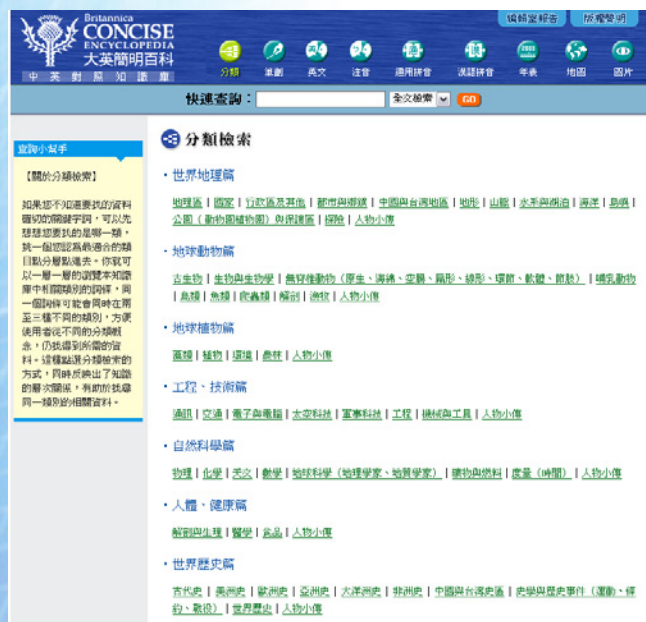 編輯室報告 版權聲明
Britannica
CONCISE
ENCYCLOPEDIA
大英簡明百科
中英對照知識庫
分類 筆劃 英文 注音 通用拼音 漢語拼音 年表 地圖 圖片
快速查詢： 全文檢索 GO
查詢小幫手
【關於分類檢索】
如果您不知道要找的資料
確切的關鍵字詞，可以先
想想您要找的是哪一類，
挑一個您認為最適合的類
目點分層點進去。你就可
以一層一層的瀏覽本知識
庫中相關類別的詞條，同
一個詞條可能會同時在兩
至三種不同的類別，方便
使用者從不同的分類概
念，仍找得到所需的資
料。這種點選分類檢索的
方式，同時反映出了知識
的層次關係，有助於找尋
同一類別的相關資料。
分類檢索
・世界地理篇
地理區 | 國家 | 行政區及其他 | 都市與鄉鎮 | 中國與台灣地區 | 地形 | 山脈 | 水系與湖泊 | 海洋 | 島嶼 |
公園（動物園植物園）與保護區 | 探險 | 人物小傳
・地球動物篇
古生物 | 生物與生物學 | 無脊椎動物（原生、海綿、空腸、扁形、線形、環節、軟體、節肢） | 哺乳動物
| 鳥類 | 魚類 | 爬蟲類 | 解剖 | 漁牧 | 人物小傳
・地球植物篇
藻類 | 植物 | 環境 | 農林 | 人物小傳
・工程、技術篇
通訊 | 交通 | 電子與電腦 | 太空科技 | 軍事科技 | 工程 | 機械與工具 | 人物小傳
・自然科學篇
物理 | 化學 | 天文 | 數學 | 地球科學（地理學家、地質學家） | 礦物與燃料 | 度量（時間） | 人物小傳
・人體、健康篇
解剖與生理 | 醫學 | 食品 | 人物小傳
・世界歷史篇
古代史 | 美洲史 | 歐洲史 | 亞洲史 | 大洋洲史 | 非洲史 | 中國與台灣史區 | 史學與歷史事件（運動、條
約、戰役） | 世界歷史 | 人物小傳